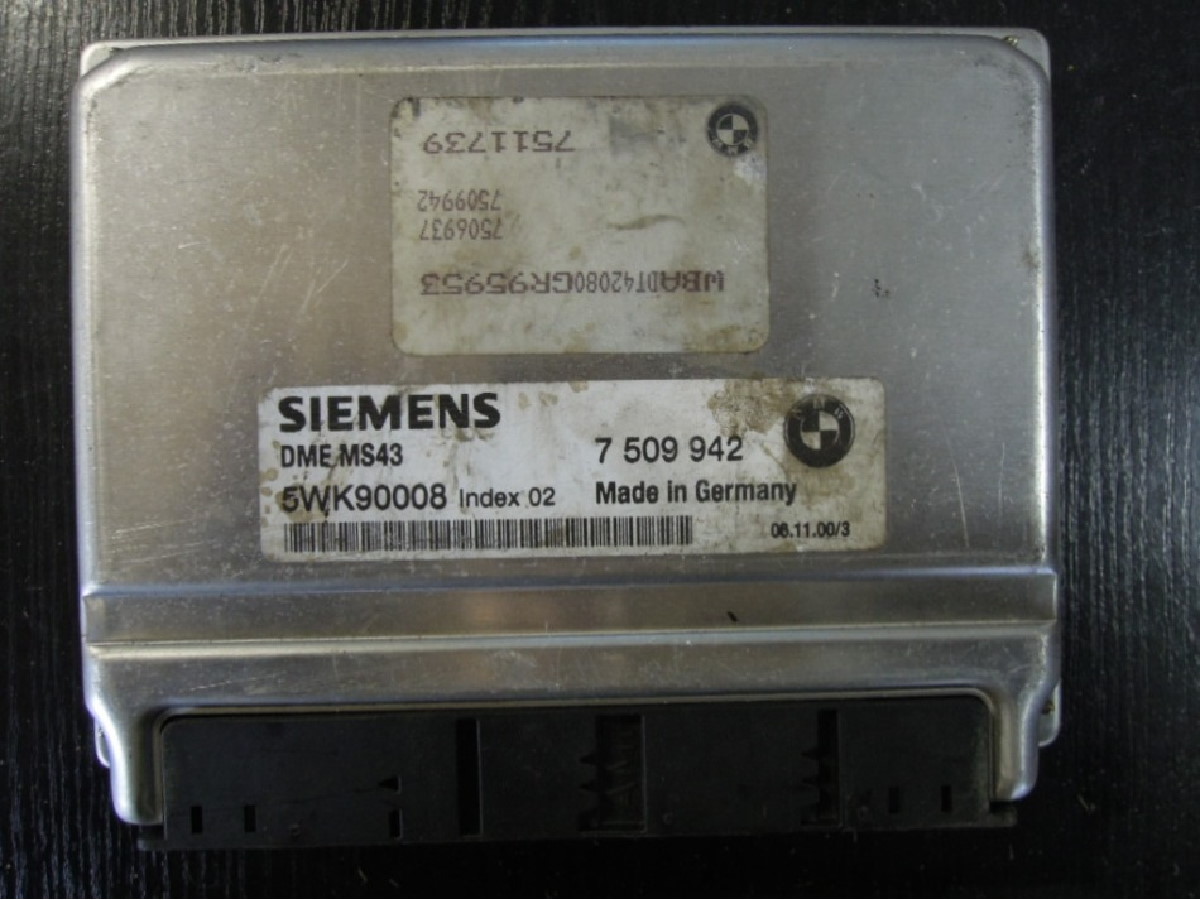 7511739
7509942
7506937
WBADT42080GR95953
SIEMENS
DME MS43 7 509 942
5WK90008 Index 02 Made in Germany
06.11.00/3